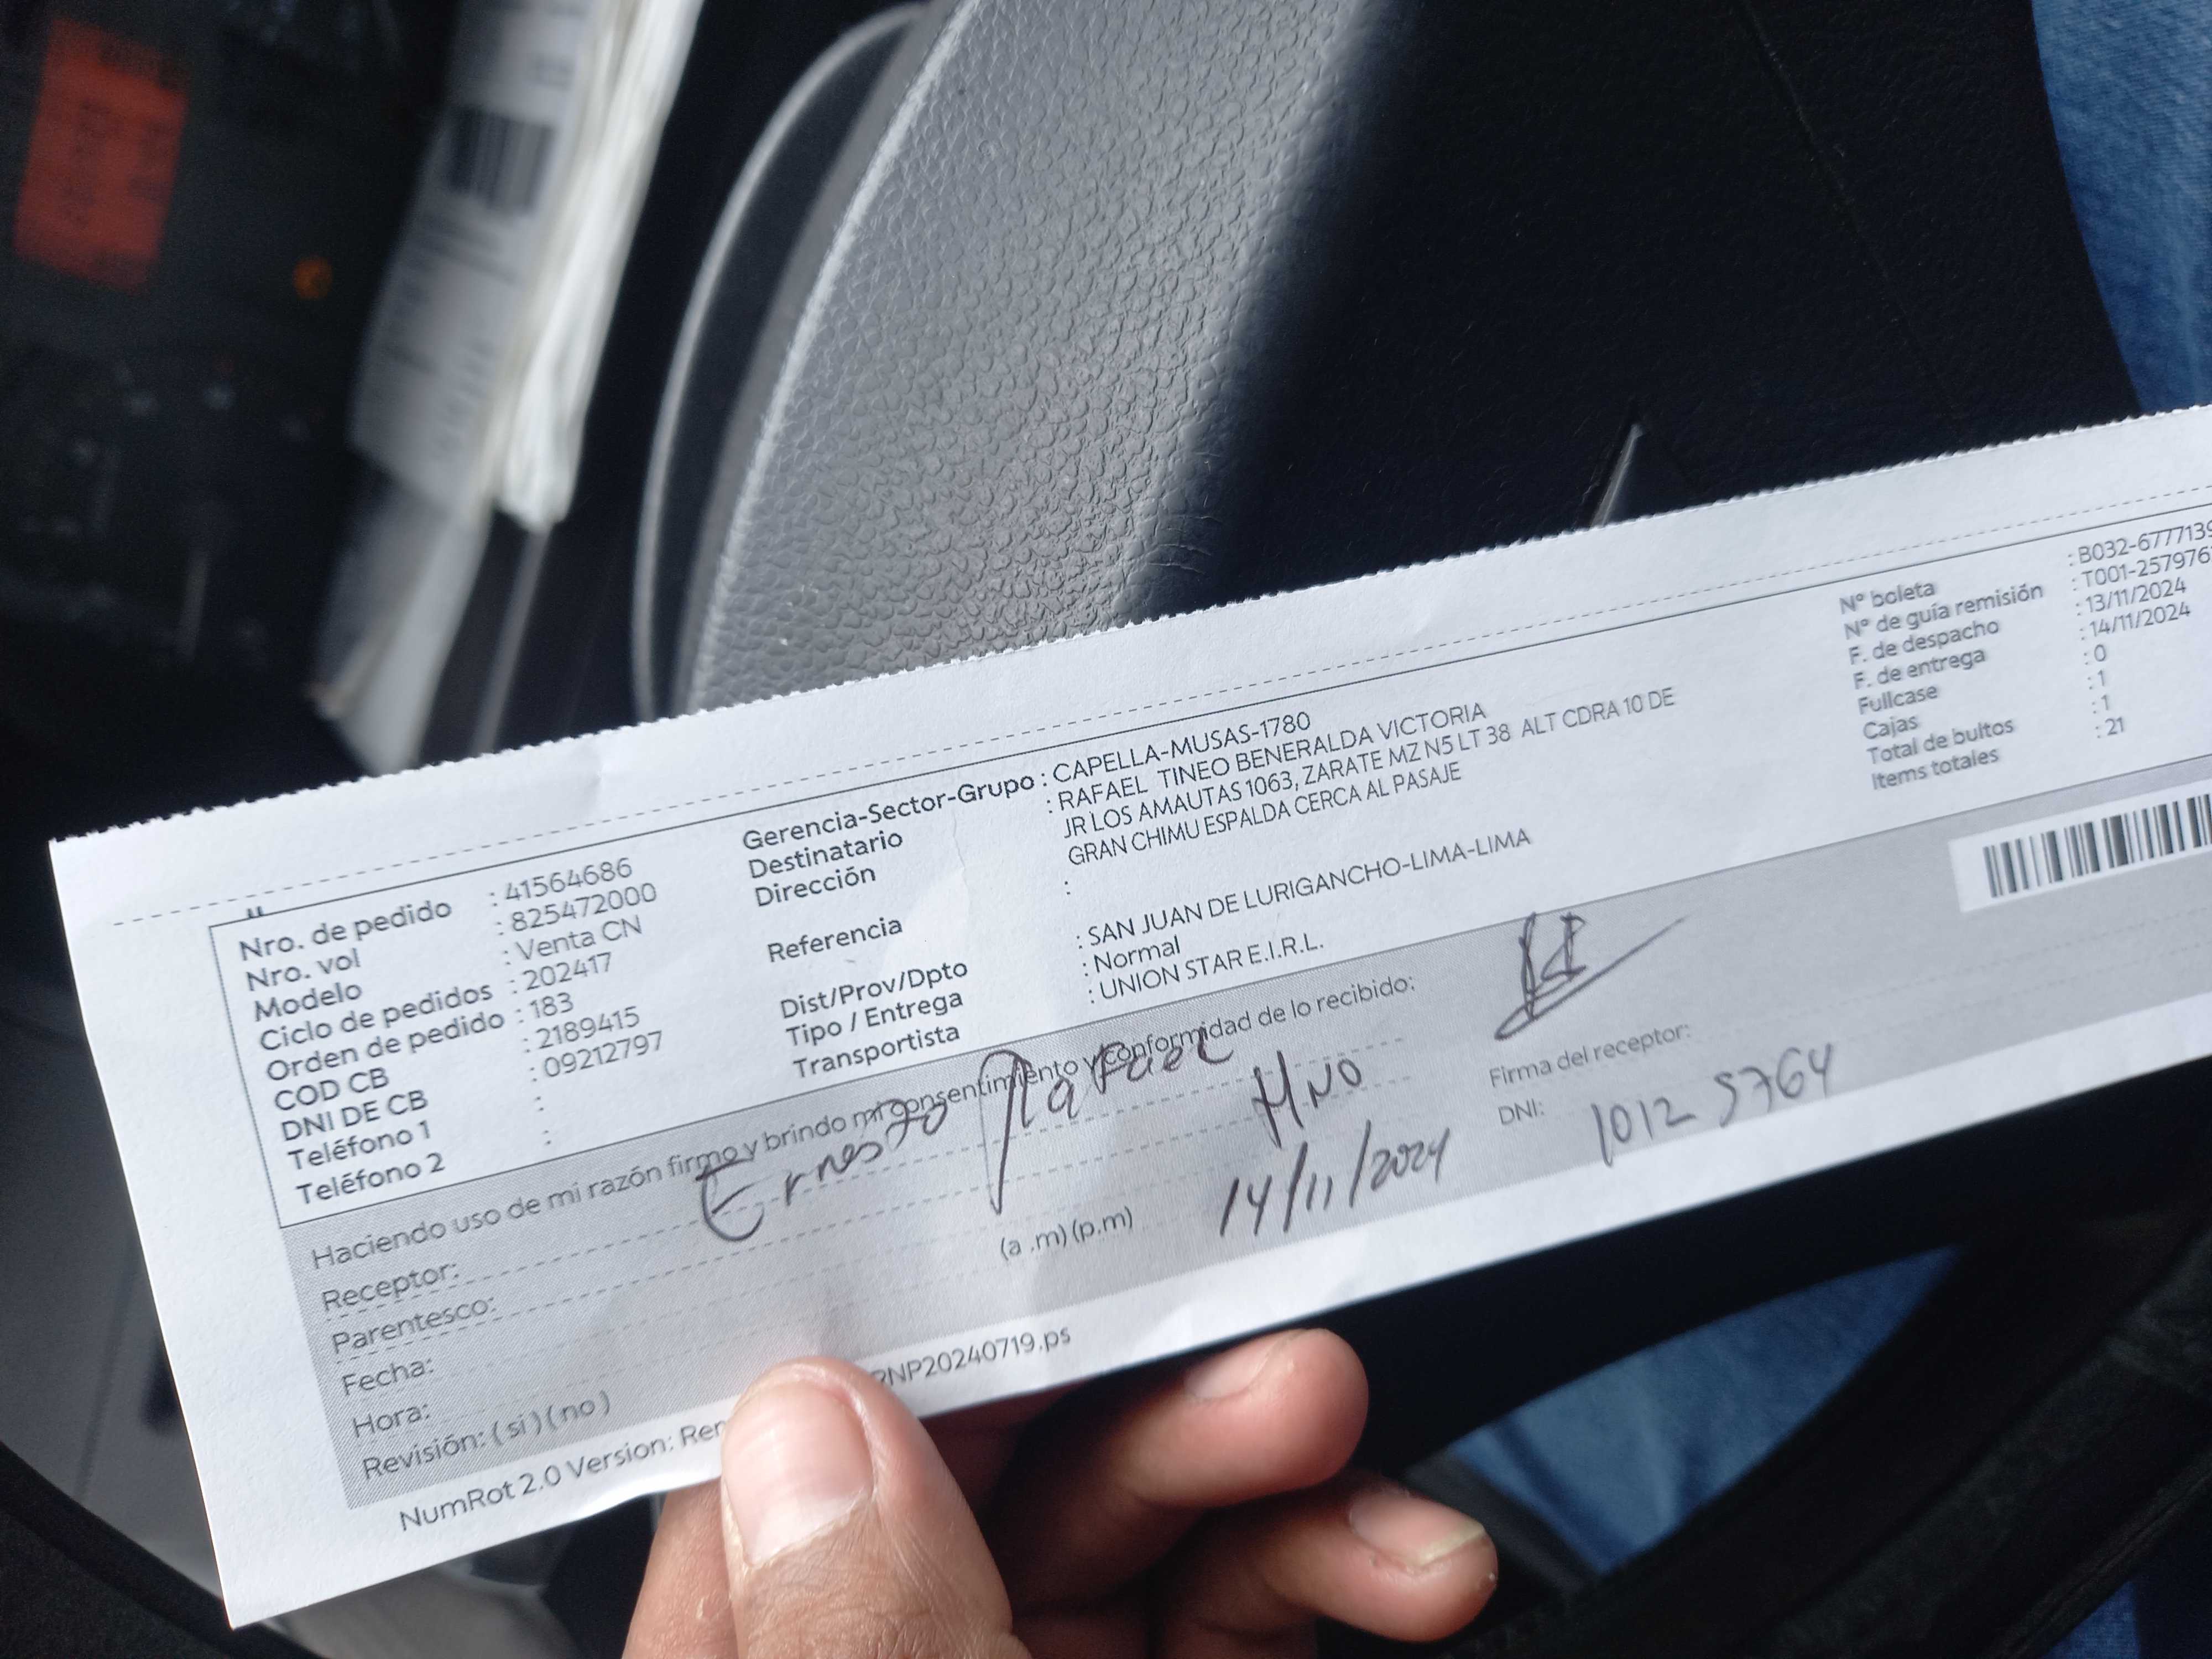 Nro. de pedido : 41564686
Nro. vol : 825472000
Modelo : Venta CN
Ciclo de pedidos : 202417
Orden de pedido : 183
COD CB : 2189415
DNI DE CB : 09212797
Teléfono 1 :
Teléfono 2 :
Gerencia-Sector-Grupo : CAPELLA-MUSAS-1780
Destinatario : RAFAEL TINEO BENERALDA VICTORIA
Dirección JR LOS AMAUTAS 1063, ZARATE MZ N5 LT 38 ALT CDRA 10 DE
GRAN CHIMU ESPALDA CERCA AL PASAJE
Referencia :
Dist/Prov/Dpto : SAN JUAN DE LURIGANCHO-LIMA-LIMA
Tipo / Entrega : Normal
Transportista : UNION STAR E.I.R.L.
N° boleta : B032-6777139
N° de guía remisión : T001-257976
F. de despacho : 13/11/2024
F. de entrega : 14/11/2024
Fullcase : 0
Cajas : 1
Total de bultos : 1
Items totales : 21
Haciendo uso de mi razón firmo y brindo mi consentimiento y conformidad de lo recibido:
Receptor: Ernesto Rafael
Parentesco: HNO
Fecha: 14/11/2024
Hora: (a .m) (p.m)
Revisión: ( si ) ( no )
Firma del receptor:
DNI: 10125764
NumRot 2.0 Version: RNP20240719.ps